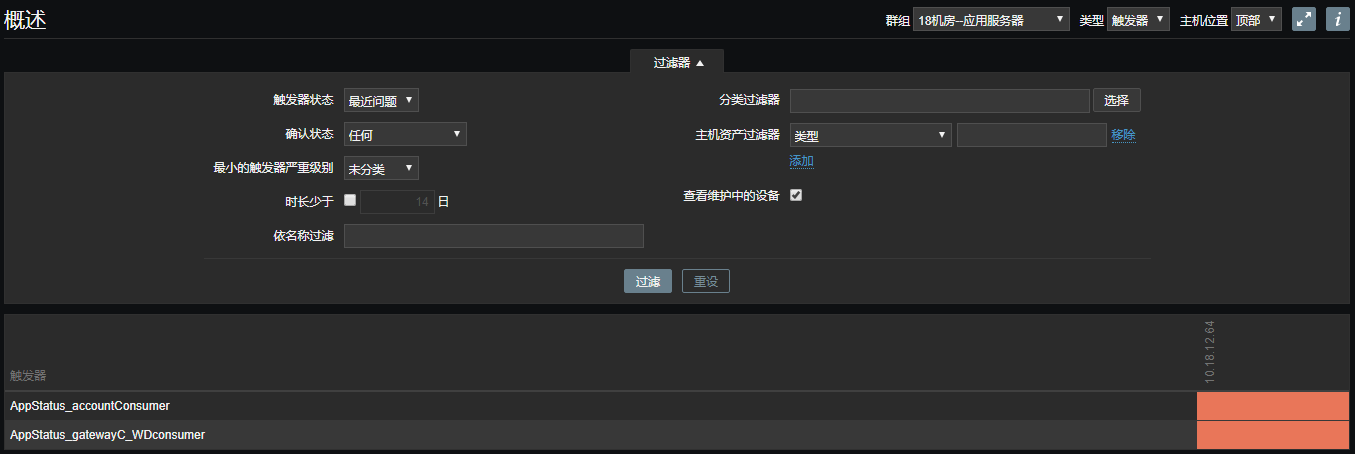 概述 群组 18机房--应用服务器 类型 触发器 主机位置 顶部
过滤器
触发器状态 最近问题 分类过滤器 选择
确认状态 任何 主机资产过滤器 类型 移除
添加
最小的触发器严重级别 未分类
查看维护中的设备
时长少于 14 日
依名称过滤
过滤 重设
10.18.12.64
触发器
AppStatus_accountConsumer
AppStatus_gatewayC_WDconsumer